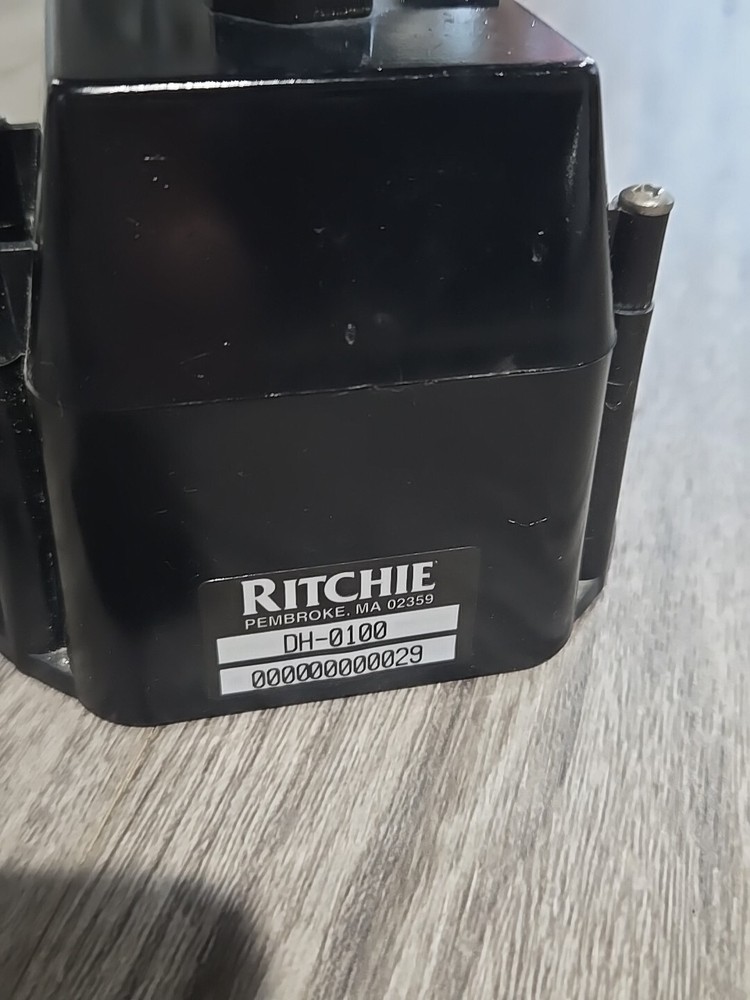 RITCHIE
PEMBROKE. MA 02359
DH-0100
000000000029